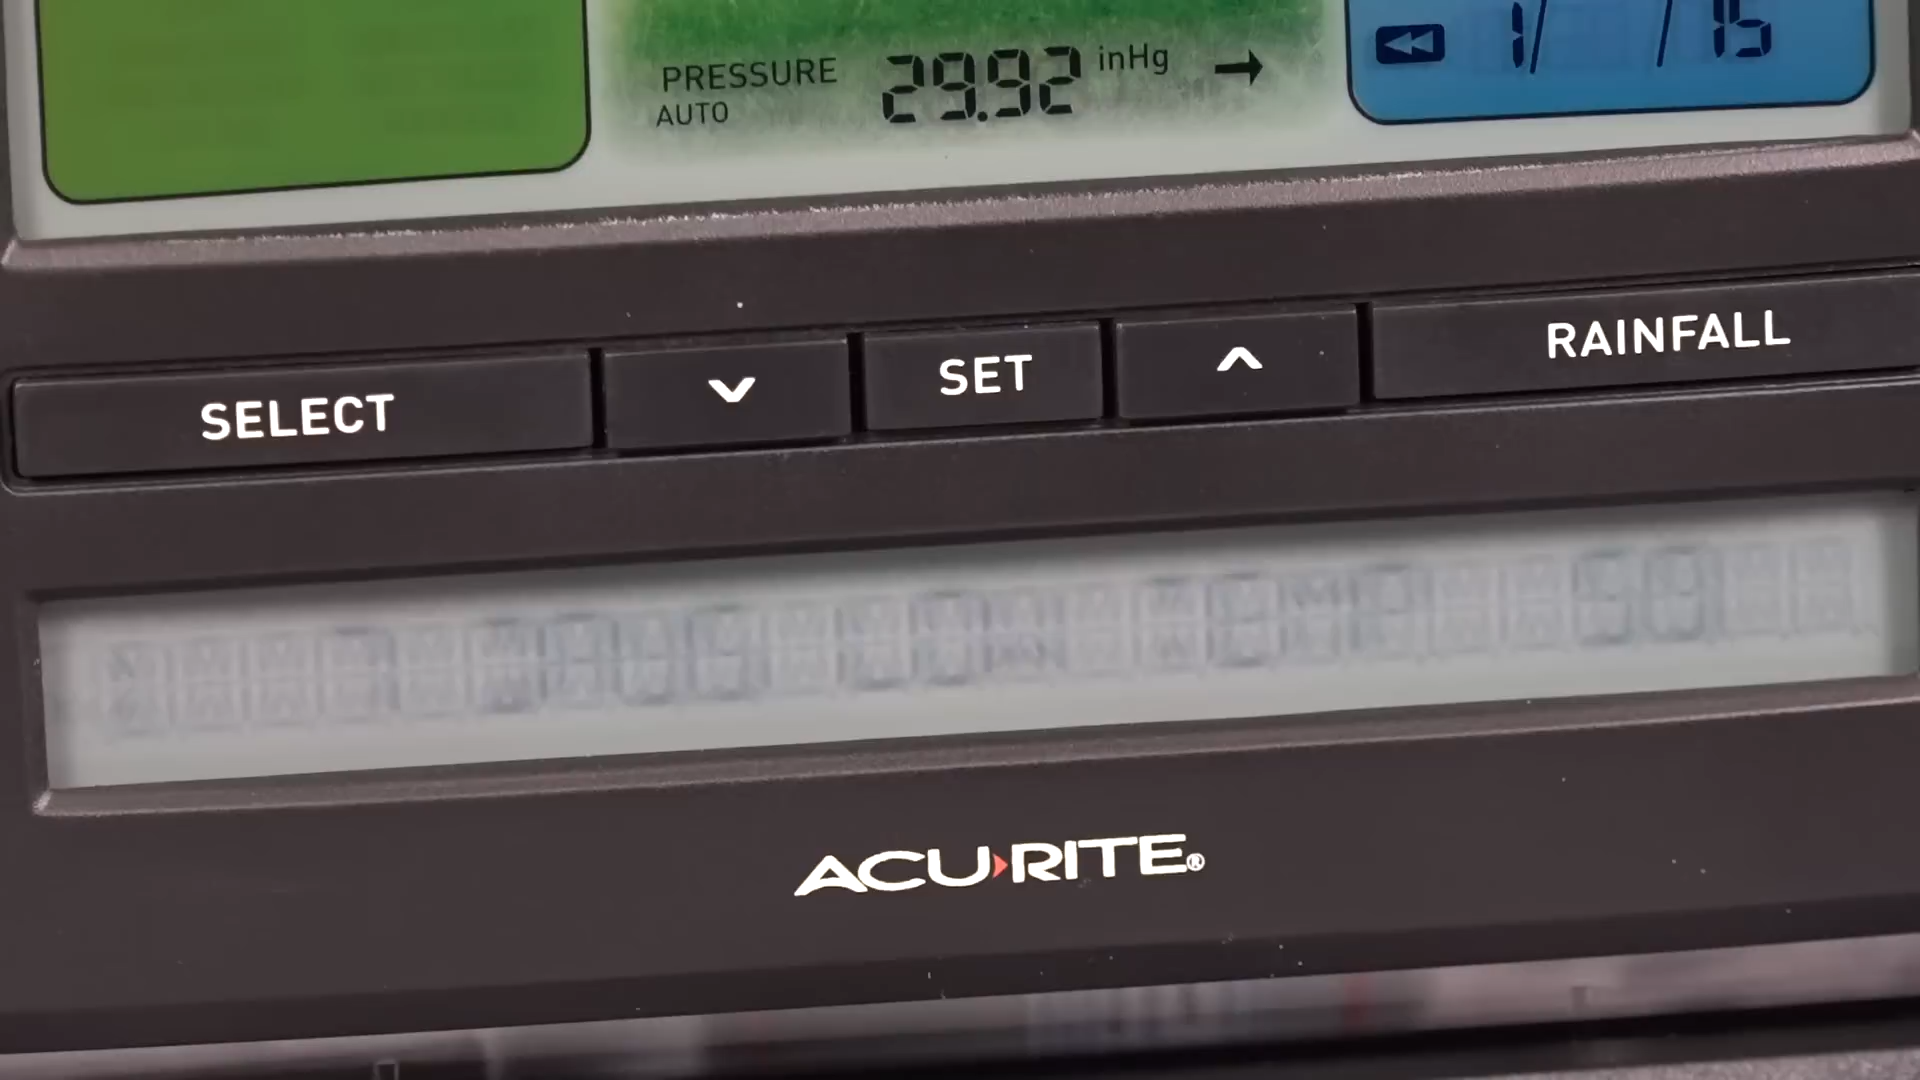 PRESSURE 29.92 inHg →
AUTO
1/ / 15
SELECT SET RAINFALL
ACURITE®